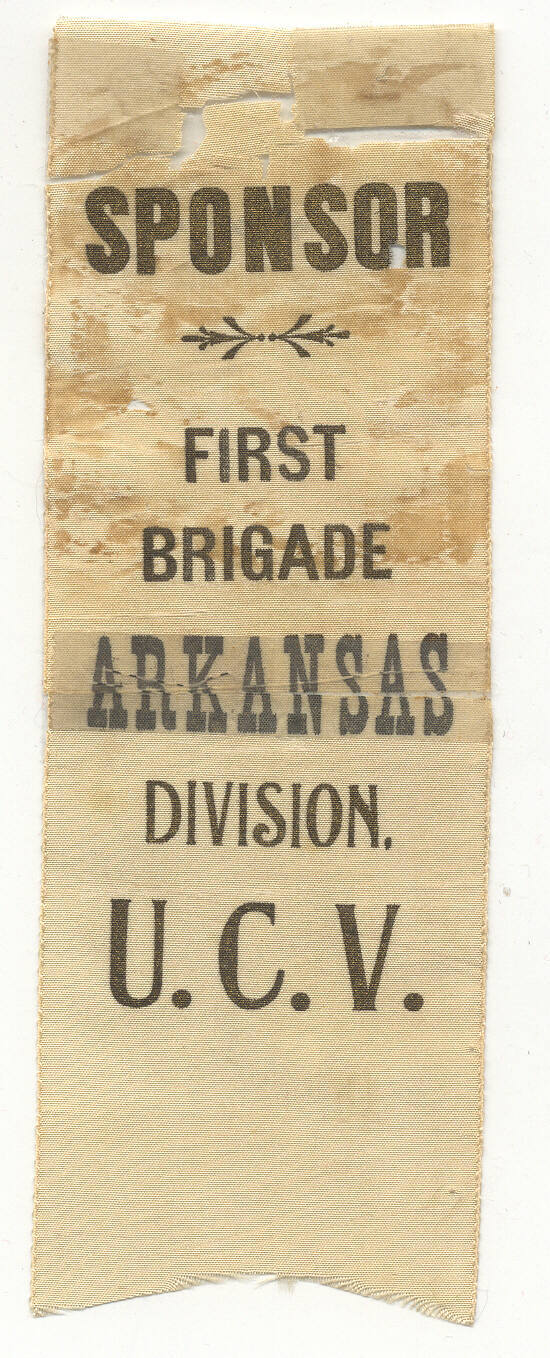 SPONSOR
FIRST
BRIGADE
ARKANSAS
DIVISION,
U. C. V.